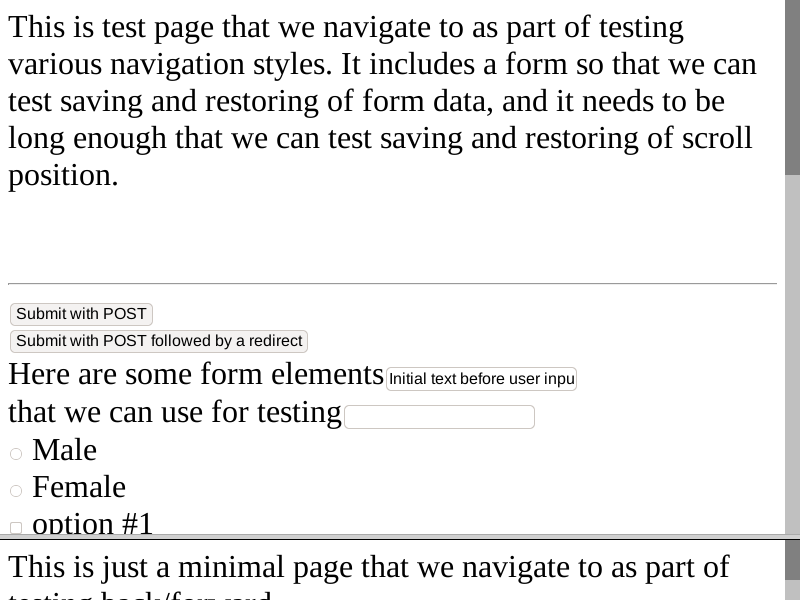 This is test page that we navigate to as part of testing
various navigation styles. It includes a form so that we can
test saving and restoring of form data, and it needs to be
long enough that we can test saving and restoring of scroll
position.
Submit with POST
Submit with POST followed by a redirect
Here are some form elements Initial text before user inpu
that we can use for testing
Male
Female
option #1
This is just a minimal page that we navigate to as part of
testing back/forward